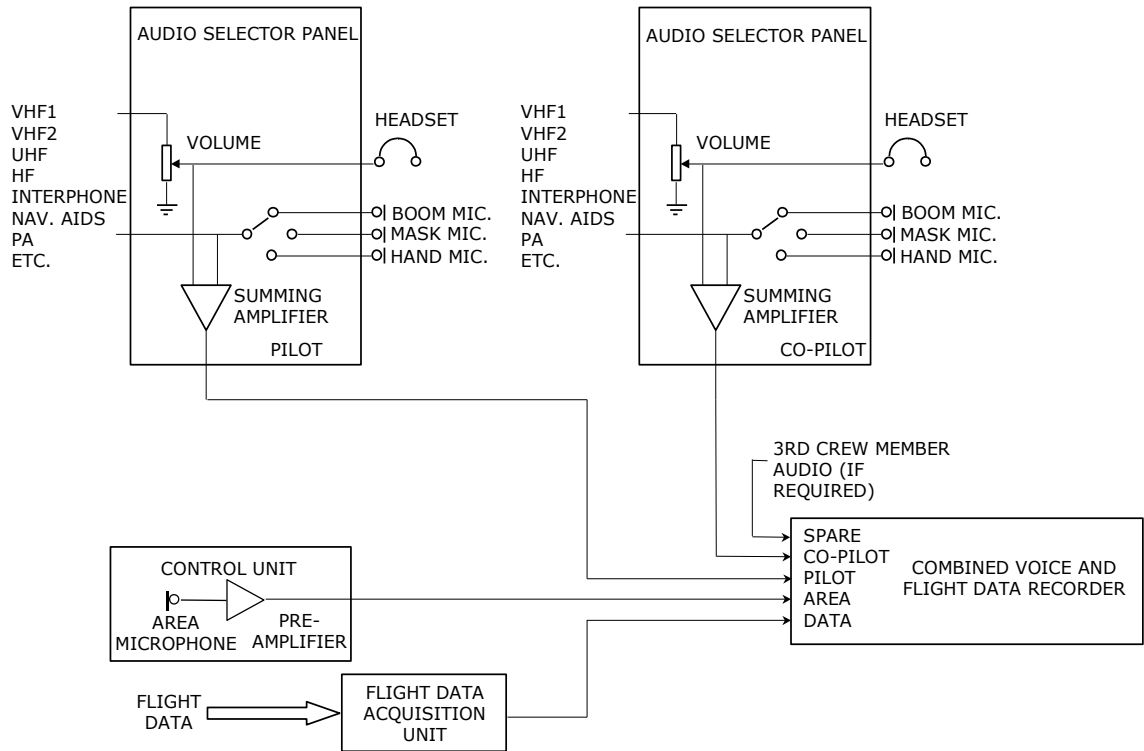 AUDIO SELECTOR PANEL
VHF1
VHF2
UHF
HF
INTERPHONE
NAV. AIDS
PA
ETC.
VOLUME
HEADSET
BOOM MIC.
MASK MIC.
HAND MIC.
SUMMING
AMPLIFIER
PILOT
AUDIO SELECTOR PANEL
VHF1
VHF2
UHF
HF
INTERPHONE
NAV. AIDS
PA
ETC.
VOLUME
HEADSET
BOOM MIC.
MASK MIC.
HAND MIC.
SUMMING
AMPLIFIER
CO-PILOT
3RD CREW MEMBER
AUDIO (IF
REQUIRED)
SPARE
CO-PILOT
PILOT
AREA
DATA
COMBINED VOICE AND
FLIGHT DATA RECORDER
CONTROL UNIT
AREA
MICROPHONE
PRE-
AMPLIFIER
FLIGHT
DATA
FLIGHT DATA
ACQUISITION
UNIT